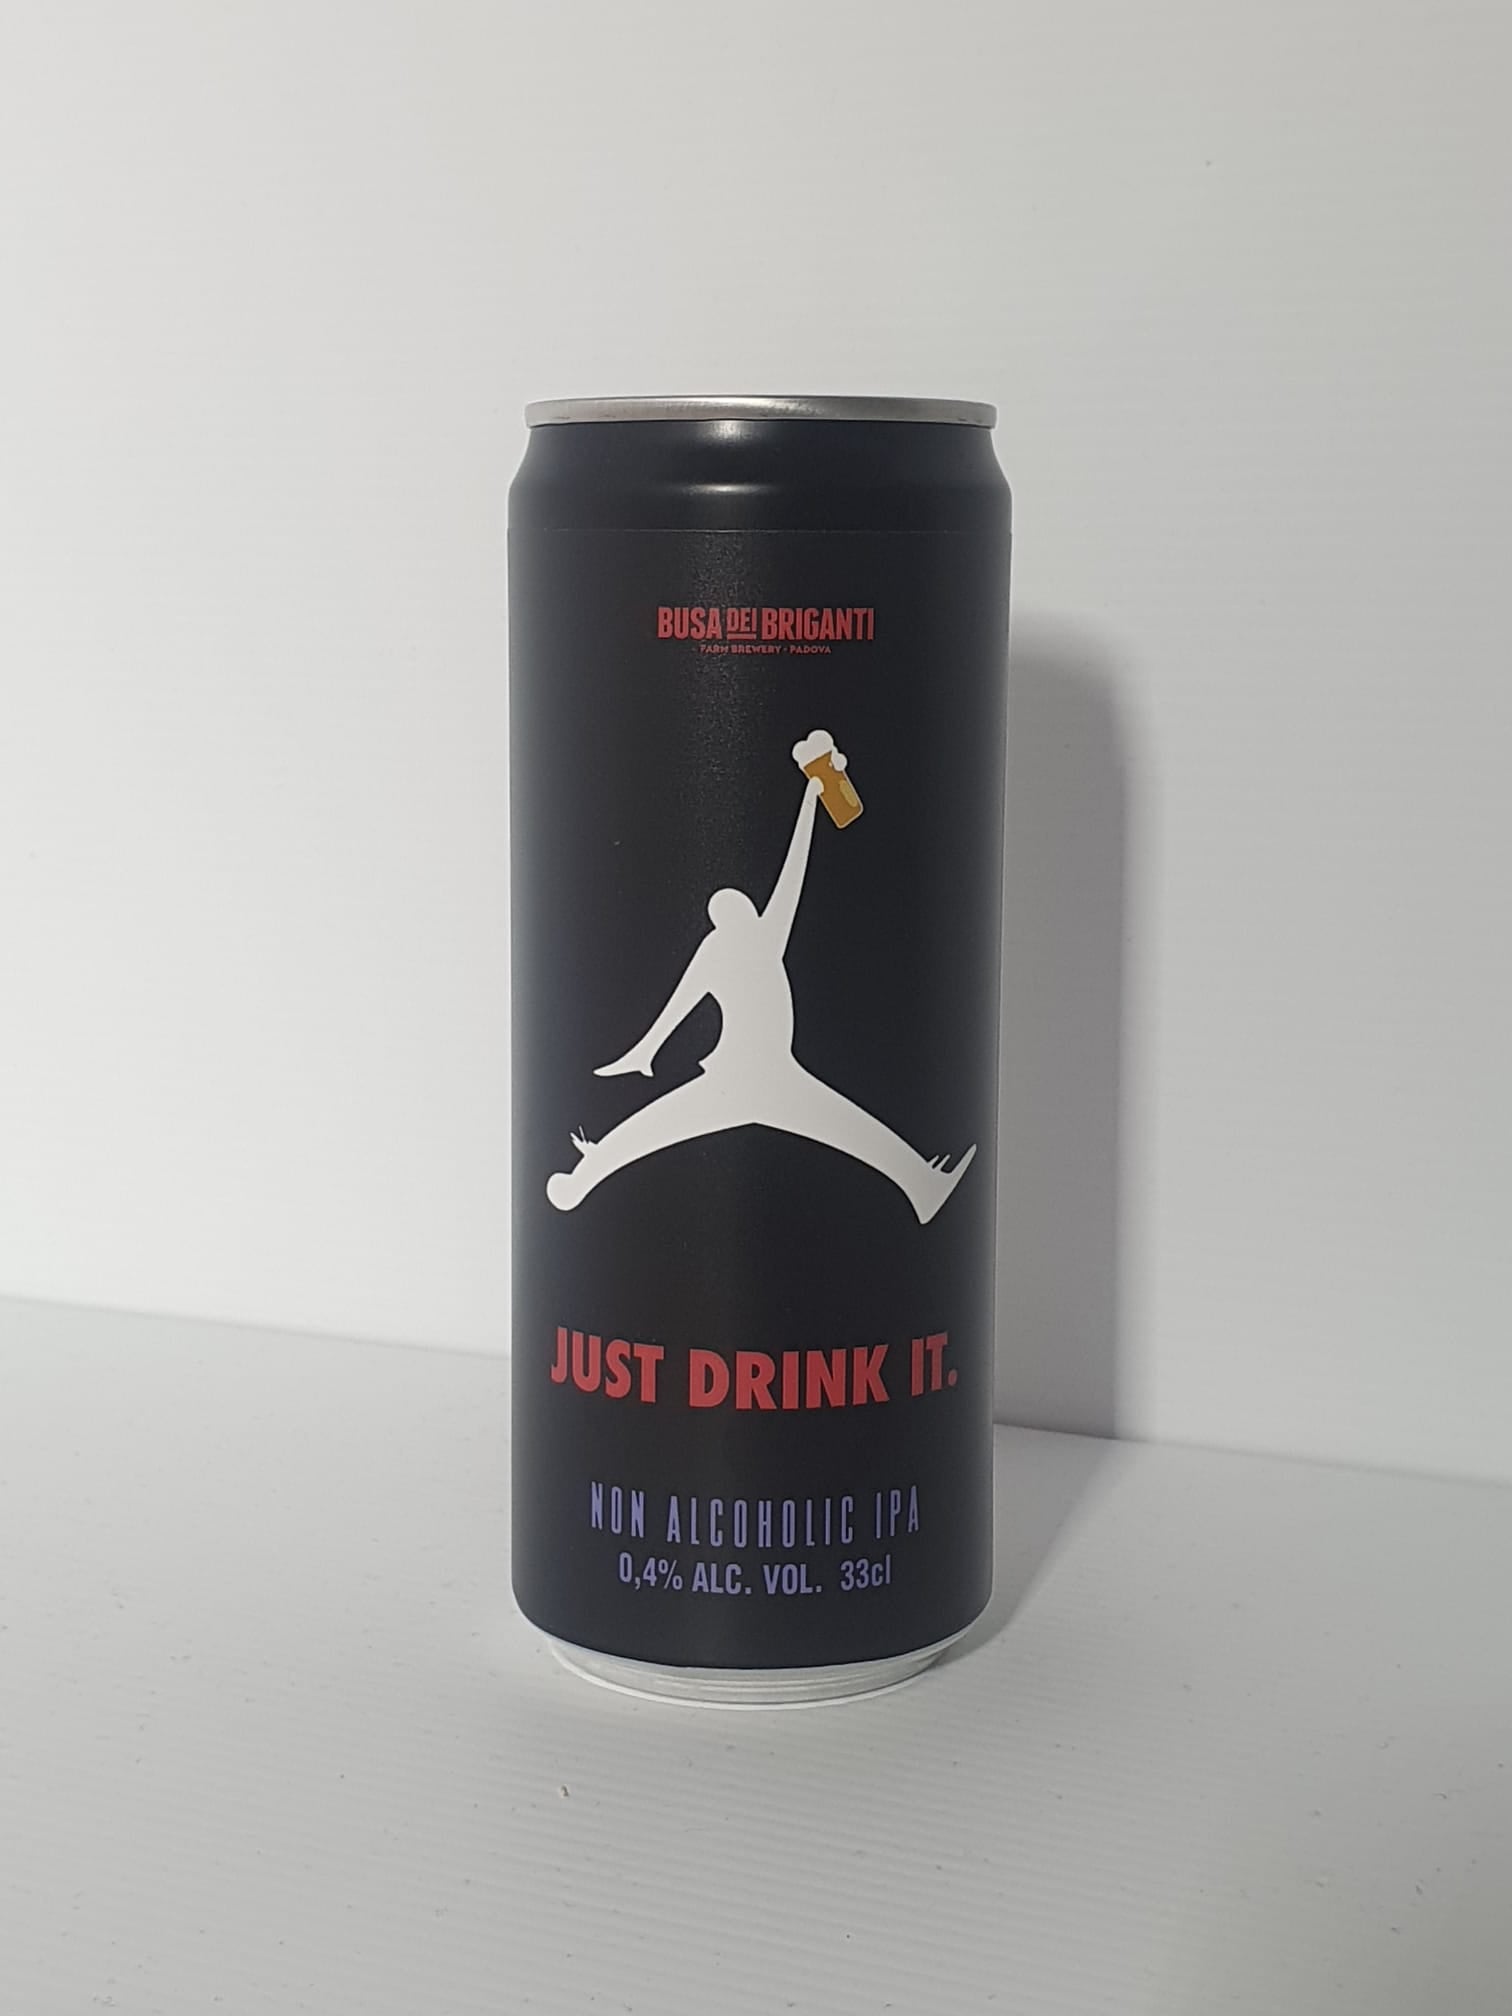 BUSA DEI BRIGANTI
FARM BREWERY - PADOVA
JUST DRINK IT.
NON ALCOHOLIC IPA
0,4% ALC. VOL. 33cl